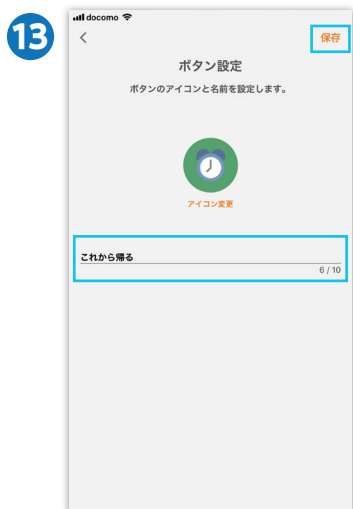 13
docomo
保存
ボタン設定
ボタンのアイコンと名前を設定します。
アイコン変更
これから帰る
6 / 10